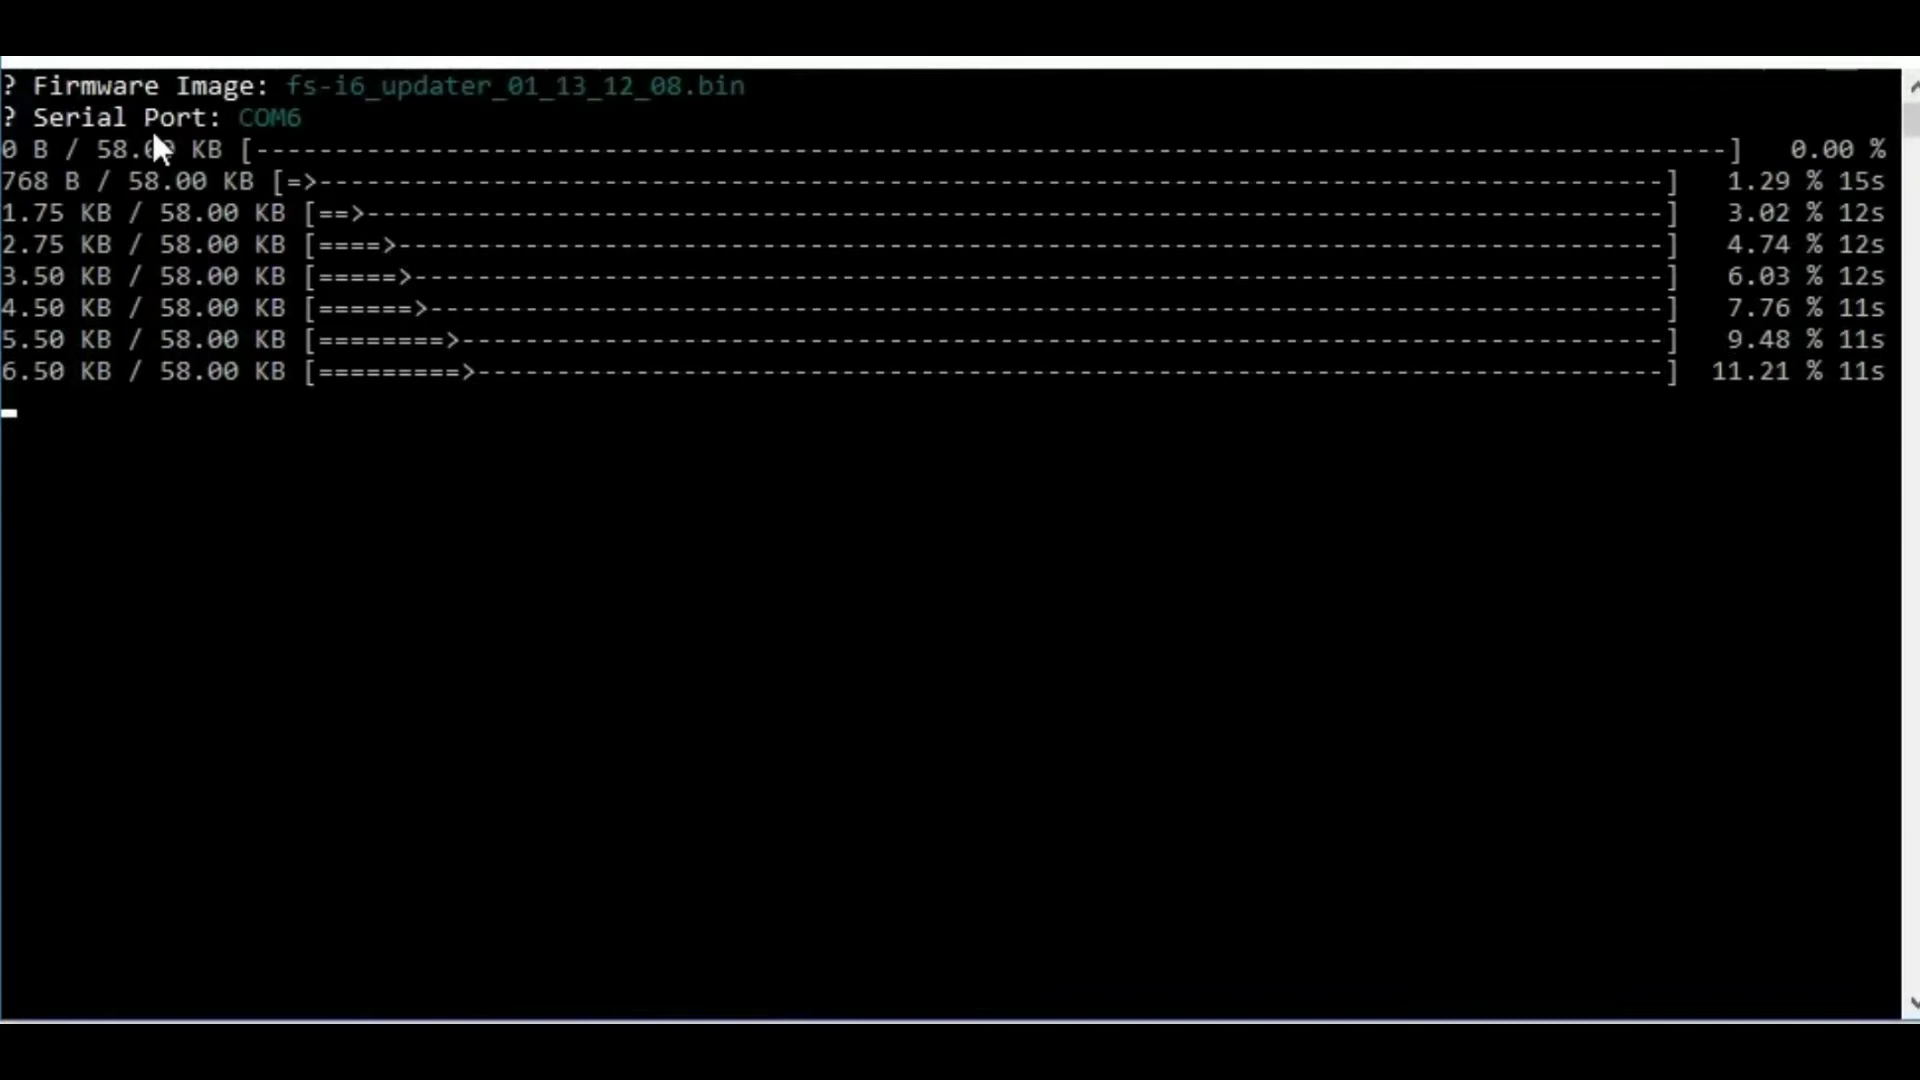 ? Firmware Image: fs-i6_updater_01_13_12_08.bin
? Serial Port: COM6
0 B / 58.00 KB [---------------------------------------------------------------------------------------------] 0.00 %
768 B / 58.00 KB [=>-------------------------------------------------------------------------------------] 1.29 % 15s
1.75 KB / 58.00 KB [==>----------------------------------------------------------------------------------] 3.02 % 12s
2.75 KB / 58.00 KB [====>--------------------------------------------------------------------------------] 4.74 % 12s
3.50 KB / 58.00 KB [=====>-------------------------------------------------------------------------------] 6.03 % 12s
4.50 KB / 58.00 KB [======>------------------------------------------------------------------------------] 7.76 % 11s
5.50 KB / 58.00 KB [========>----------------------------------------------------------------------------] 9.48 % 11s
6.50 KB / 58.00 KB [=========>---------------------------------------------------------------------------] 11.21 % 11s